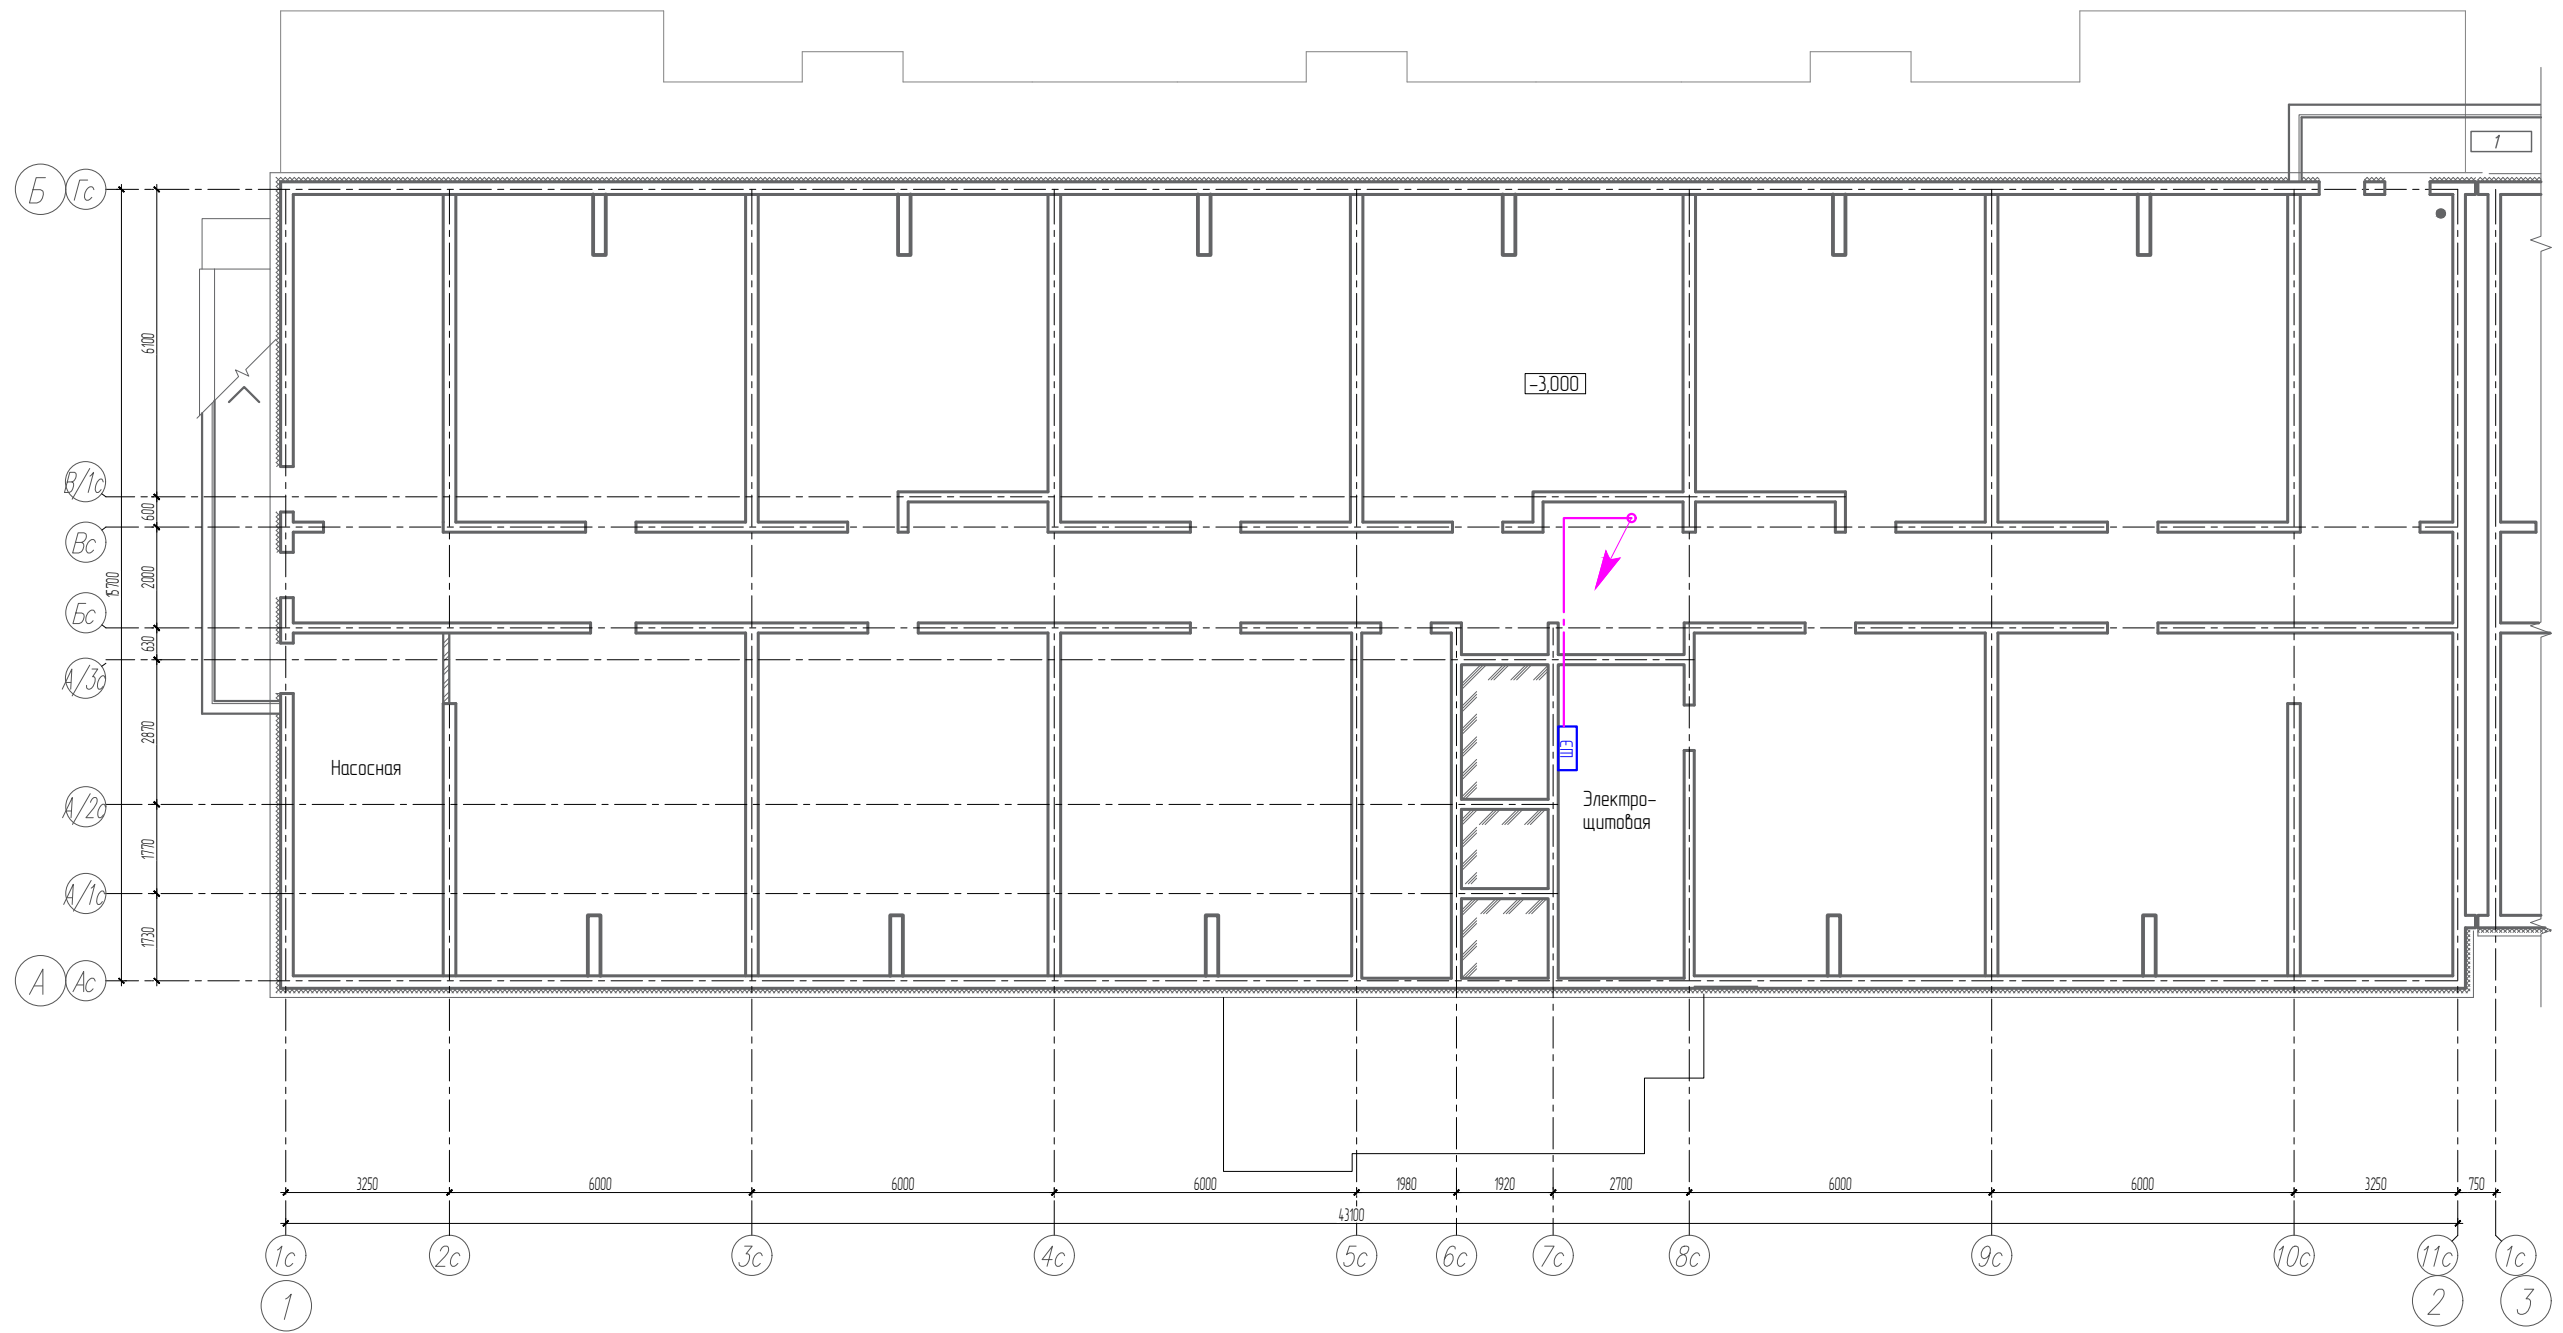 1
Б
Гс
6100
-3,000
В/1с
600
Вс
2000
15700
Бс
630
А/3с
2870
ЕП
Насосная
Электро-
щитовая
А/2с
1770
А/1с
1730
А
Ас
3250
6000
6000
6000
1980
1920
2700
6000
6000
3250
750
43100
1с
2с
3с
4с
5с
6с
7с
8с
9с
10с
11с
1с
1
2
3